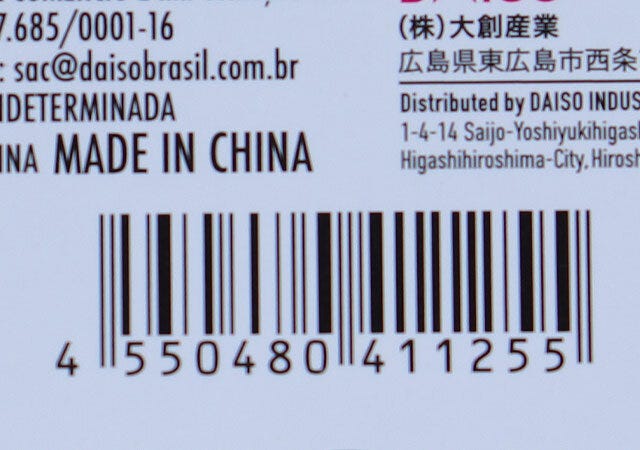 7.685/0001-16
: sac@daisobrasil.com.br
NDETERMINADA
INA MADE IN CHINA
(株)大創産業
広島県東広島市西条
Distributed by DAISO INDUS
1-4-14 Saijo-Yoshiyukihigash
Higashihiroshima-City, Hirosh
4 550480 411255